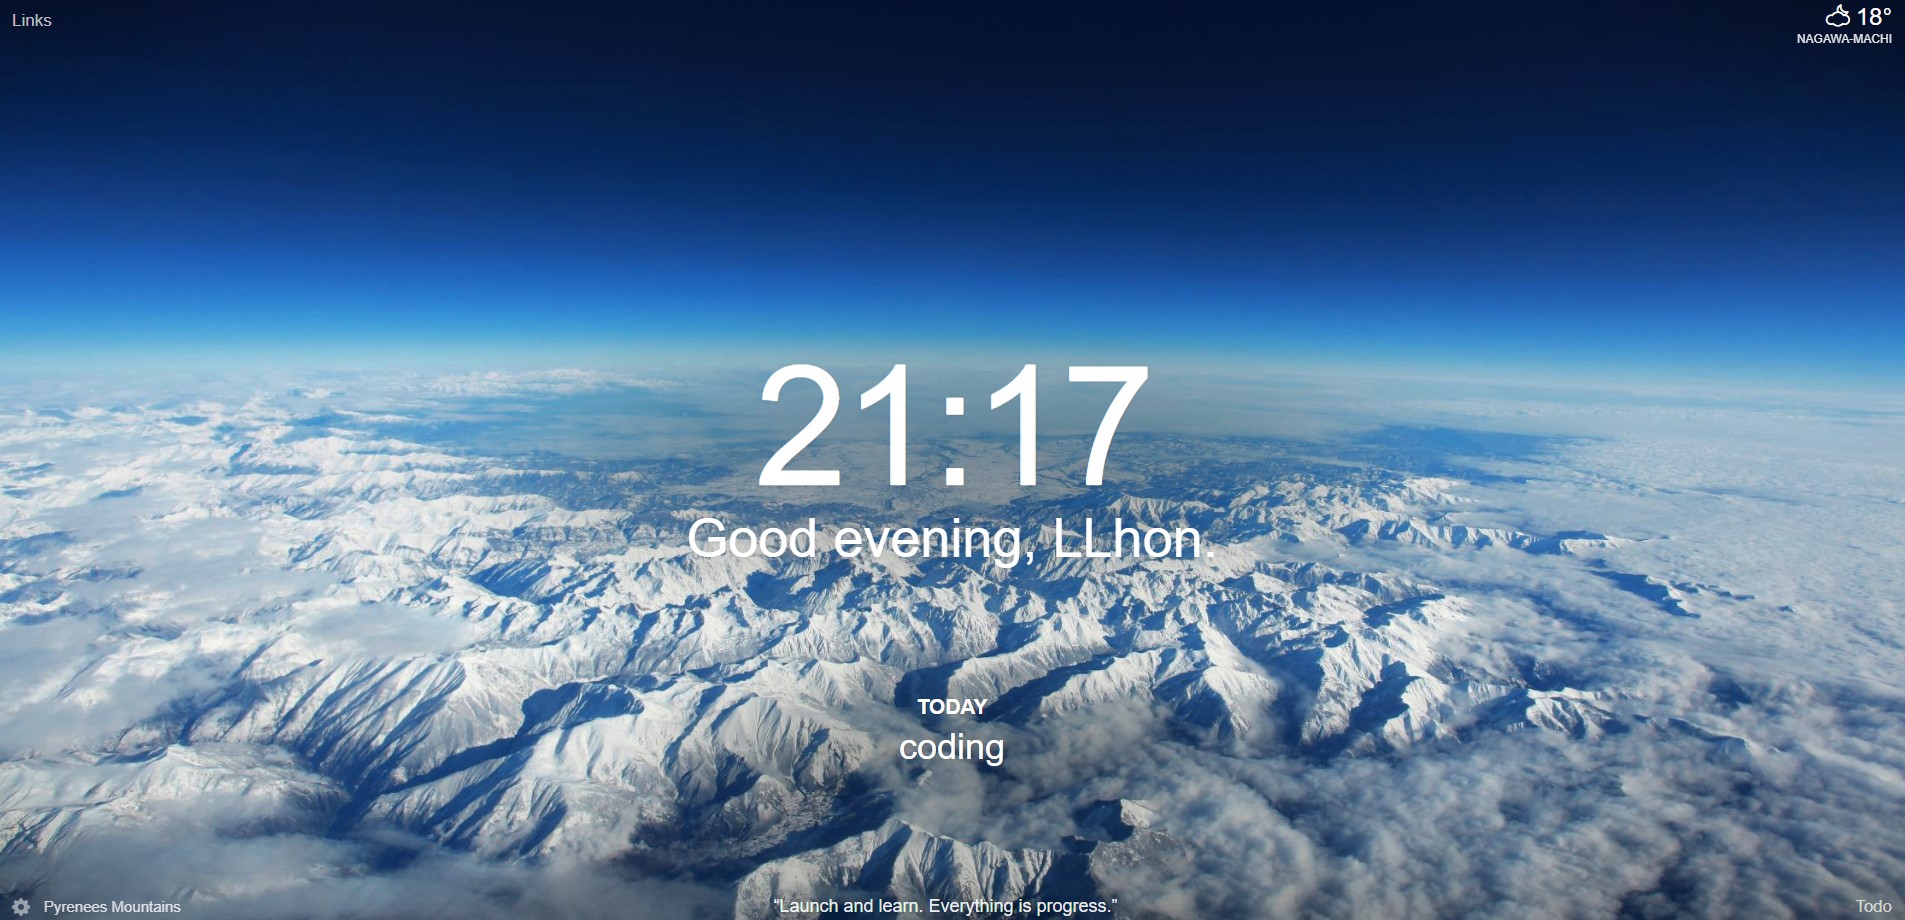 Links
18°
NAGAWA-MACHI
21:17
Good evening, LLhon.
TODAY
coding
Pyrenees Mountains
“Launch and learn. Everything is progress.”
Todo